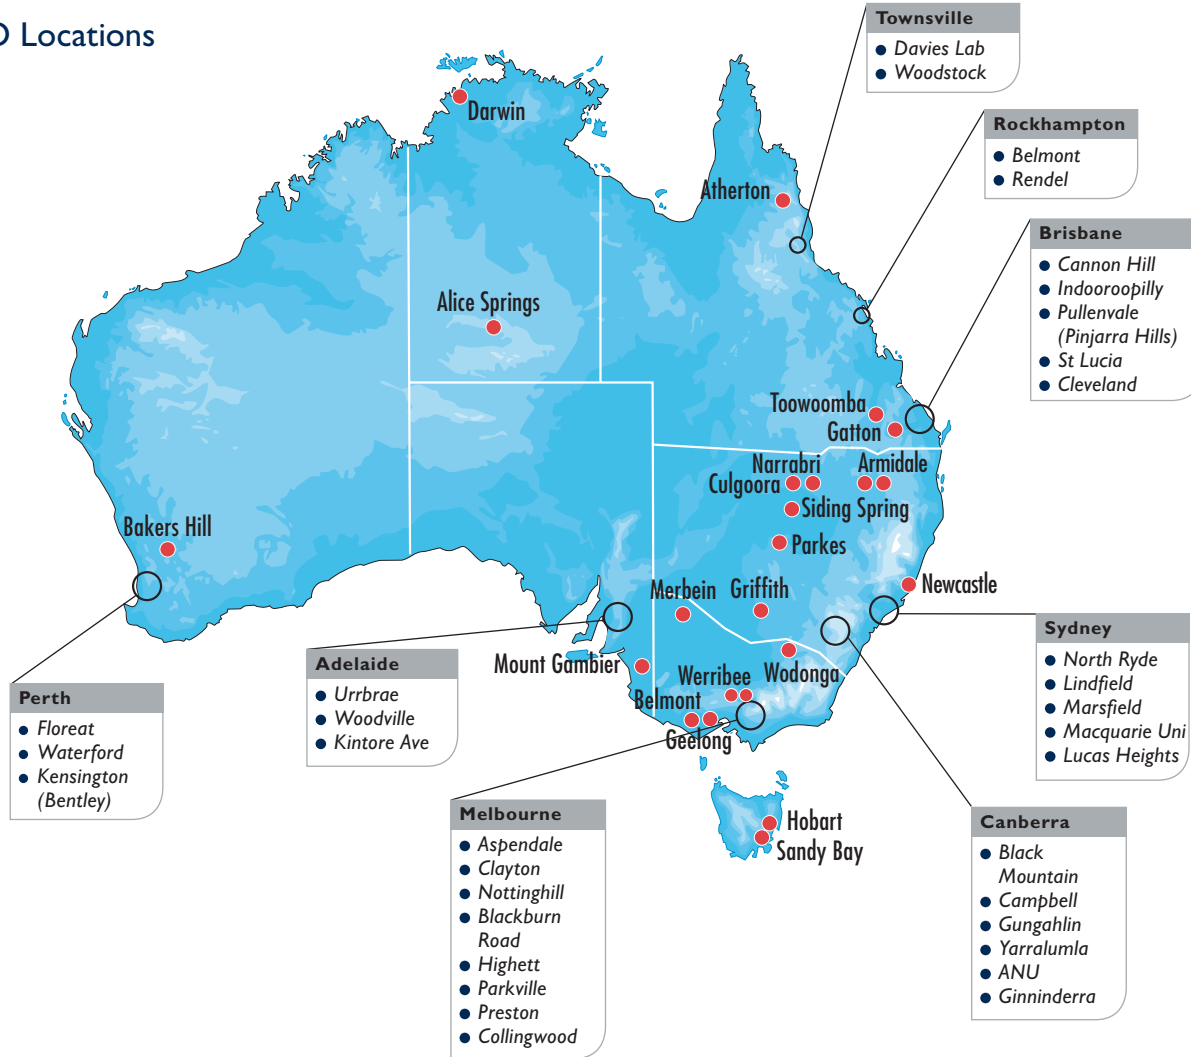 O Locations
Townsville
Davies Lab
Woodstock
Darwin
Rockhampton
Belmont
Rendel
Atherton
Brisbane
Cannon Hill
Indooroopilly
Pullenvale
(Pinjarra Hills)
St Lucia
Cleveland
Alice Springs
Toowoomba
Gatton
Narrabri
Armidale
Culgoora
Siding Spring
Bakers Hill
Parkes
Merbein
Griffith
Newcastle
Sydney
North Ryde
Lindfield
Marsfield
Macquarie Uni
Lucas Heights
Adelaide
Urrbrae
Woodville
Kintore Ave
Mount Gambier
Werribee
Wodonga
Belmont
Geelong
Perth
Floreat
Waterford
Kensington
(Bentley)
Melbourne
Aspendale
Clayton
Nottinghill
Blackburn
Road
Highett
Parkville
Preston
Collingwood
Hobart
Sandy Bay
Canberra
Black
Mountain
Campbell
Gungahlin
Yarralumla
ANU
Ginninderra